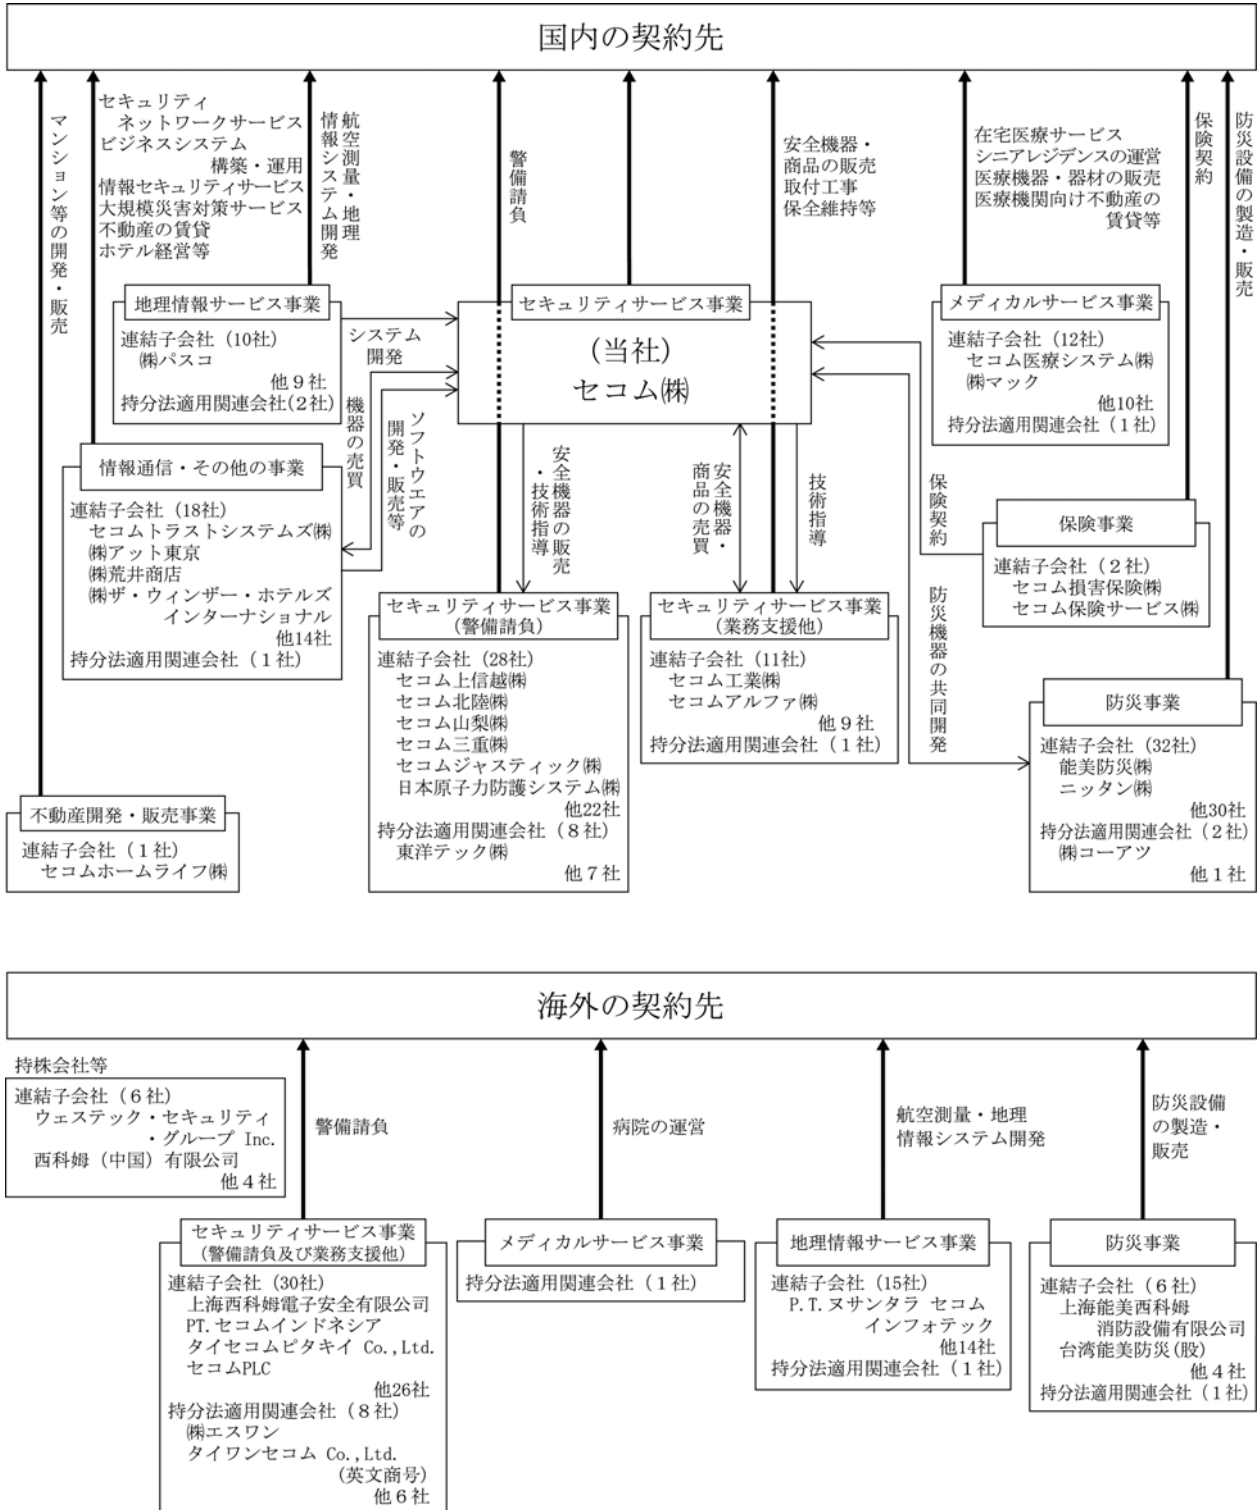 国内の契約先
マンション等の開発・販売
セキュリティ
ネットワークサービス
ビジネスシステム
構築・運用
情報セキュリティサービス
大規模災害対策サービス
不動産の賃貸
ホテル経営等
航空測量・地理
情報システム開発
警備請負
安全機器・
商品の販売
取付工事
保全維持等
在宅医療サービス
シニアレジデンスの運営
医療機器・器材の販売
医療機関向け不動産の
賃貸等
保険契約
防災設備の製造・販売
地理情報サービス事業
連結子会社(10社)
㈱パスコ
他9社
持分法適用関連会社(2社)
システム
開発
セキュリティサービス事業
(当社)
セコム㈱
メディカルサービス事業
連結子会社(12社)
セコム医療システム㈱
㈱マック
他10社
持分法適用関連会社(1社)
機器の売買
ソフトウエアの
開発・販売等
情報通信・その他の事業
連結子会社(18社)
セコムトラストシステムズ㈱
㈱アット東京
㈱荒井商店
㈱ザ・ウィンザー・ホテルズ
インターナショナル
他14社
持分法適用関連会社(1社)
安全機器の販売
・技術指導
安全機器・
商品の売買
技術指導
保険契約
保険事業
連結子会社(2社)
セコム損害保険㈱
セコム保険サービス㈱
防災機器の共同開発
セキュリティサービス事業
(警備請負)
連結子会社(28社)
セコム上信越㈱
セコム北陸㈱
セコム山梨㈱
セコム三重㈱
セコムジャスティック㈱
日本原子力防護システム㈱
他22社
持分法適用関連会社(8社)
東洋テック㈱
他7社
セキュリティサービス事業
(業務支援他)
連結子会社(11社)
セコム工業㈱
セコムアルファ㈱
他9社
持分法適用関連会社(1社)
防災事業
連結子会社(32社)
能美防災㈱
ニッタン㈱
他30社
持分法適用関連会社(2社)
㈱コーアツ
他1社
不動産開発・販売事業
連結子会社(1社)
セコムホームライフ㈱
海外の契約先
持株会社等
連結子会社(6社)
ウェステック・セキュリティ
・グループ Inc.
西科姆(中国)有限公司
他4社
警備請負
病院の運営
航空測量・地理
情報システム開発
防災設備
の製造・
販売
セキュリティサービス事業
(警備請負及び業務支援他)
連結子会社(30社)
上海西科姆電子安全有限公司
PT.セコムインドネシア
タイセコムピタキイ Co.,Ltd.
セコムPLC
他26社
持分法適用関連会社(8社)
㈱エスワン
タイワンセコム Co.,Ltd.
(英文商号)
他6社
メディカルサービス事業
持分法適用関連会社(1社)
地理情報サービス事業
連結子会社(15社)
P.T.ヌサンタラ セコム
インフォテック
他14社
持分法適用関連会社(1社)
防災事業
連結子会社(6社)
上海能美西科姆
消防設備有限公司
台湾能美防災(股)
他4社
持分法適用関連会社(1社)